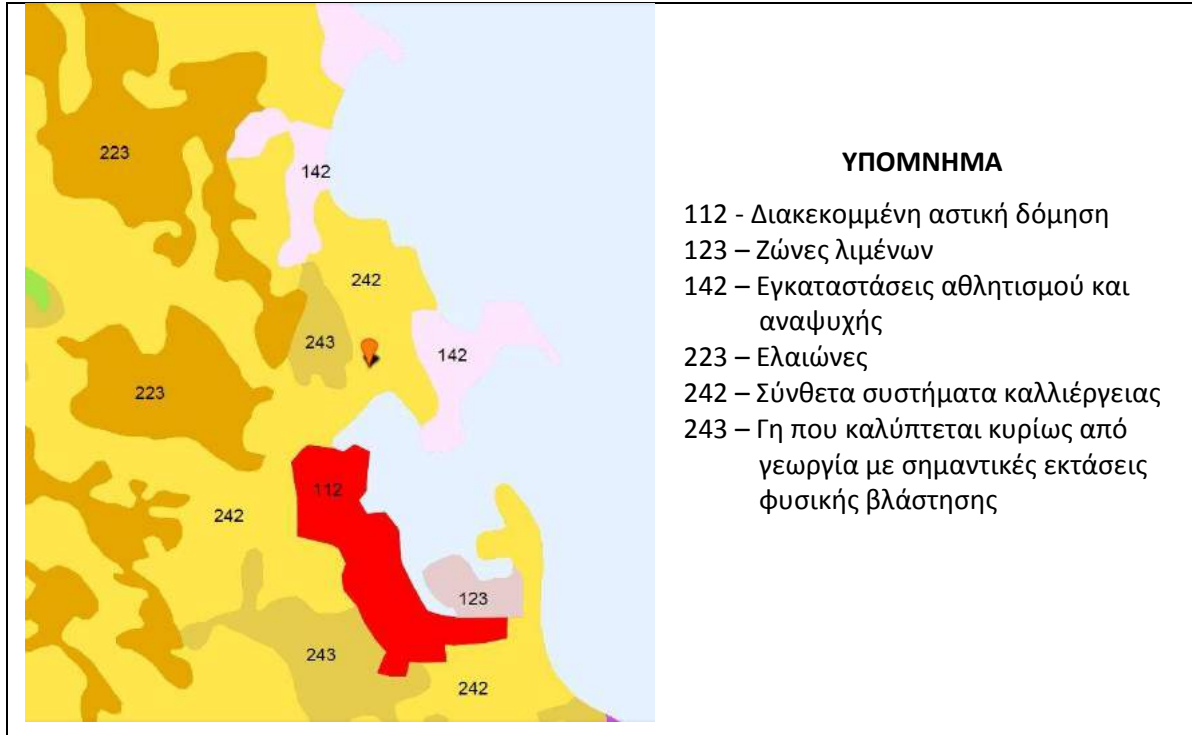 223
142
242
243
142
223
112
242
123
243
242
ΥΠΟΜΝΗΜΑ
112 - Διακεκομμένη αστική δόμηση
123 – Ζώνες λιμένων
142 – Εγκαταστάσεις αθλητισμού και
αναψυχής
223 – Ελαιώνες
242 – Σύνθετα συστήματα καλλιέργειας
243 – Γη που καλύπτεται κυρίως από
γεωργία με σημαντικές εκτάσεις
φυσικής βλάστησης